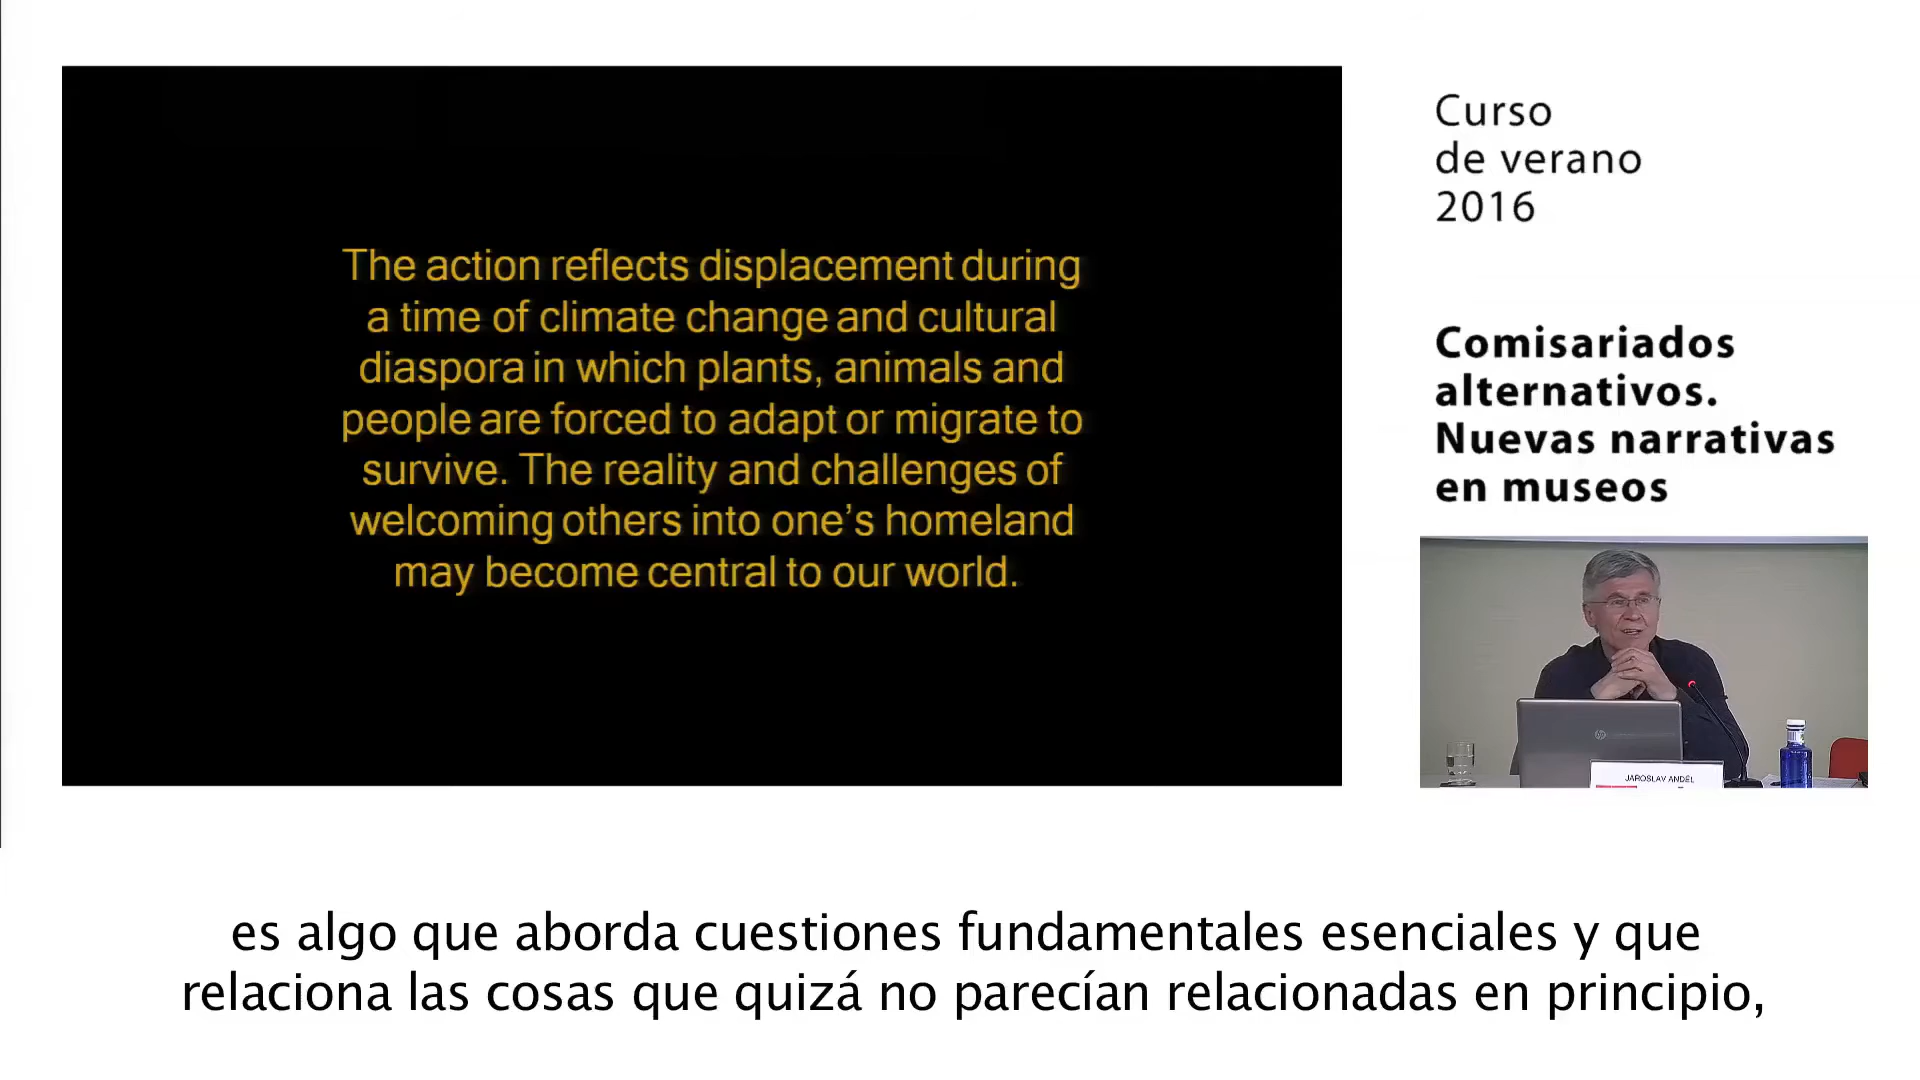 The action reflects displacement during
a time of climate change and cultural
diaspora in which plants, animals and
people are forced to adapt or migrate to
survive. The reality and challenges of
welcoming others into one’s homeland
may become central to our world.
Curso
de verano
2016
Comisariados
alternativos.
Nuevas narrativas
en museos
hp
JAROSLAV ANDĚL
es algo que aborda cuestiones fundamentales esenciales y que
relaciona las cosas que quizá no parecían relacionadas en principio,